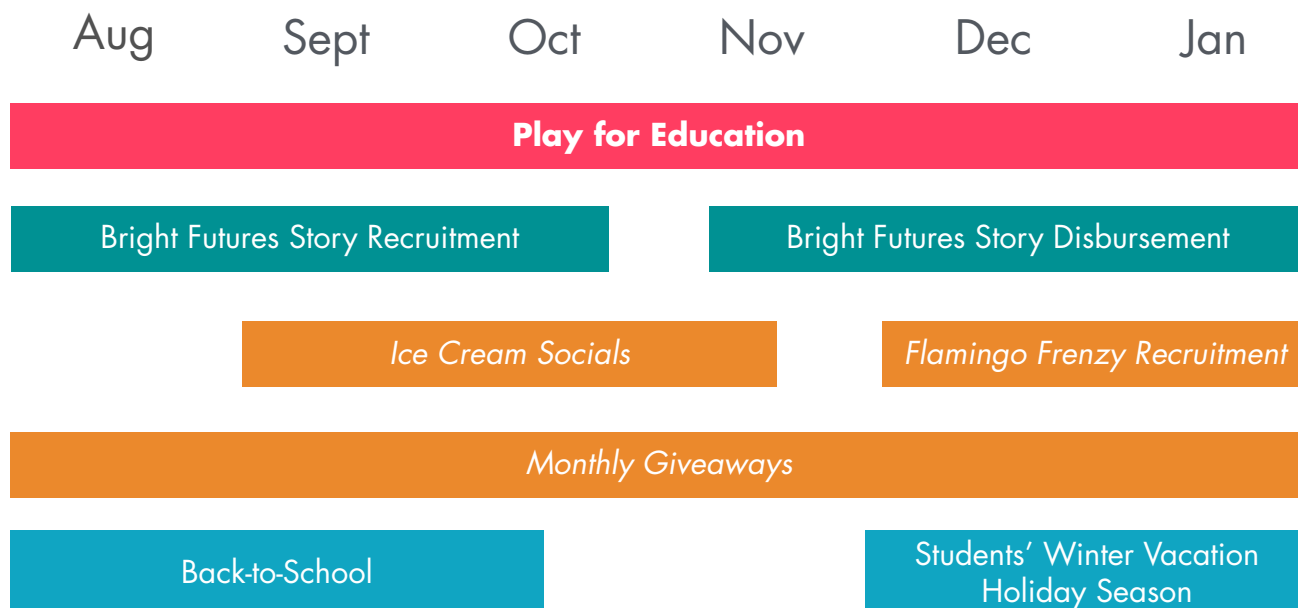 Aug Sept Oct Nov Dec Jan
Play for Education
Bright Futures Story Recruitment Bright Futures Story Disbursement
Ice Cream Socials Flamingo Frenzy Recruitment
Monthly Giveaways
Back-to-School
Students’ Winter Vacation
Holiday Season